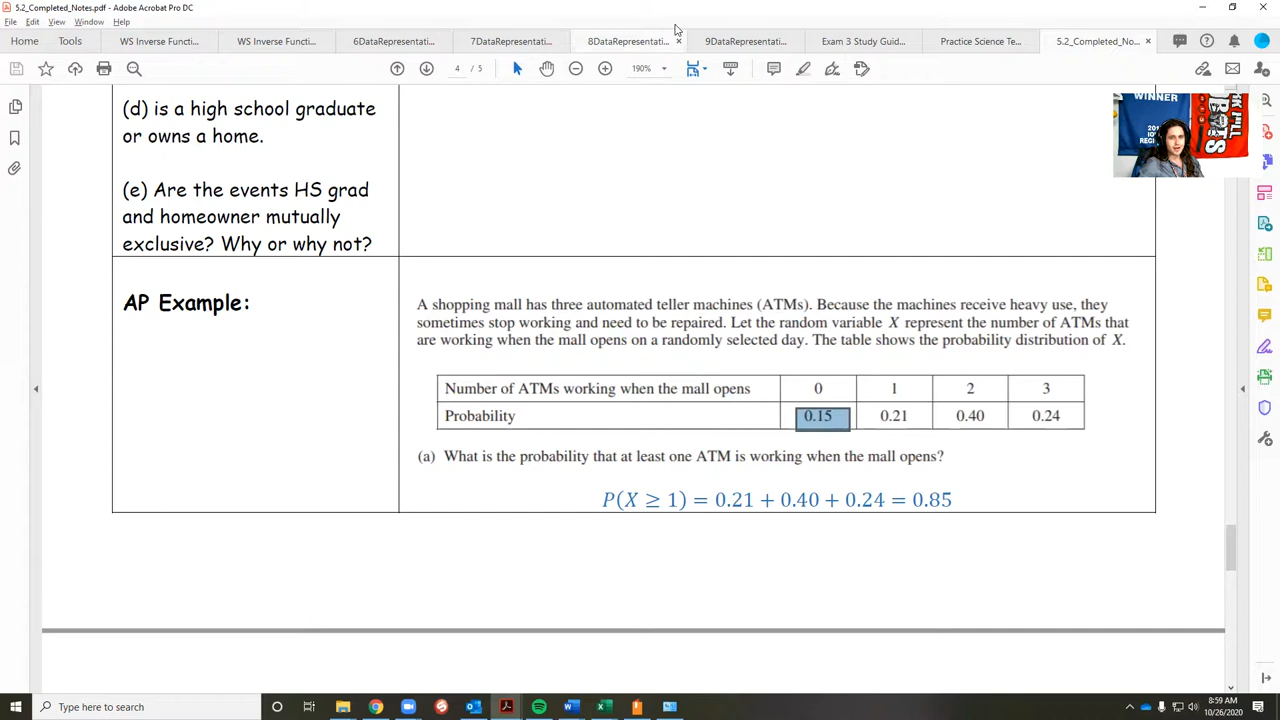 5.2_Completed_Notes.pdf - Adobe Acrobat Pro DC
File Edit View Window Help
Home Tools WS Inverse Functi... WS Inverse Functi... 6DataRepresentati... 7DataRepresentati... 8DataRepresentati... 9DataRepresentati... Exam 3 Study Guid... Practice Science Te... 5.2_Completed_No...
4 / 5 190%
WINNER
(d) is a high school graduate
or owns a home.
(e) Are the events HS grad
and homeowner mutually
exclusive? Why or why not?
AP Example:
A shopping mall has three automated teller machines (ATMs). Because the machines receive heavy use, they
sometimes stop working and need to be repaired. Let the random variable X represent the number of ATMs that
are working when the mall opens on a randomly selected day. The table shows the probability distribution of X.
Number of ATMs working when the mall opens 0 1 2 3
Probability 0.15 0.21 0.40 0.24
(a) What is the probability that at least one ATM is working when the mall opens?
P(X ≥ 1) = 0.21 + 0.40 + 0.24 = 0.85
Type here to search
8:59 AM
10/26/2020